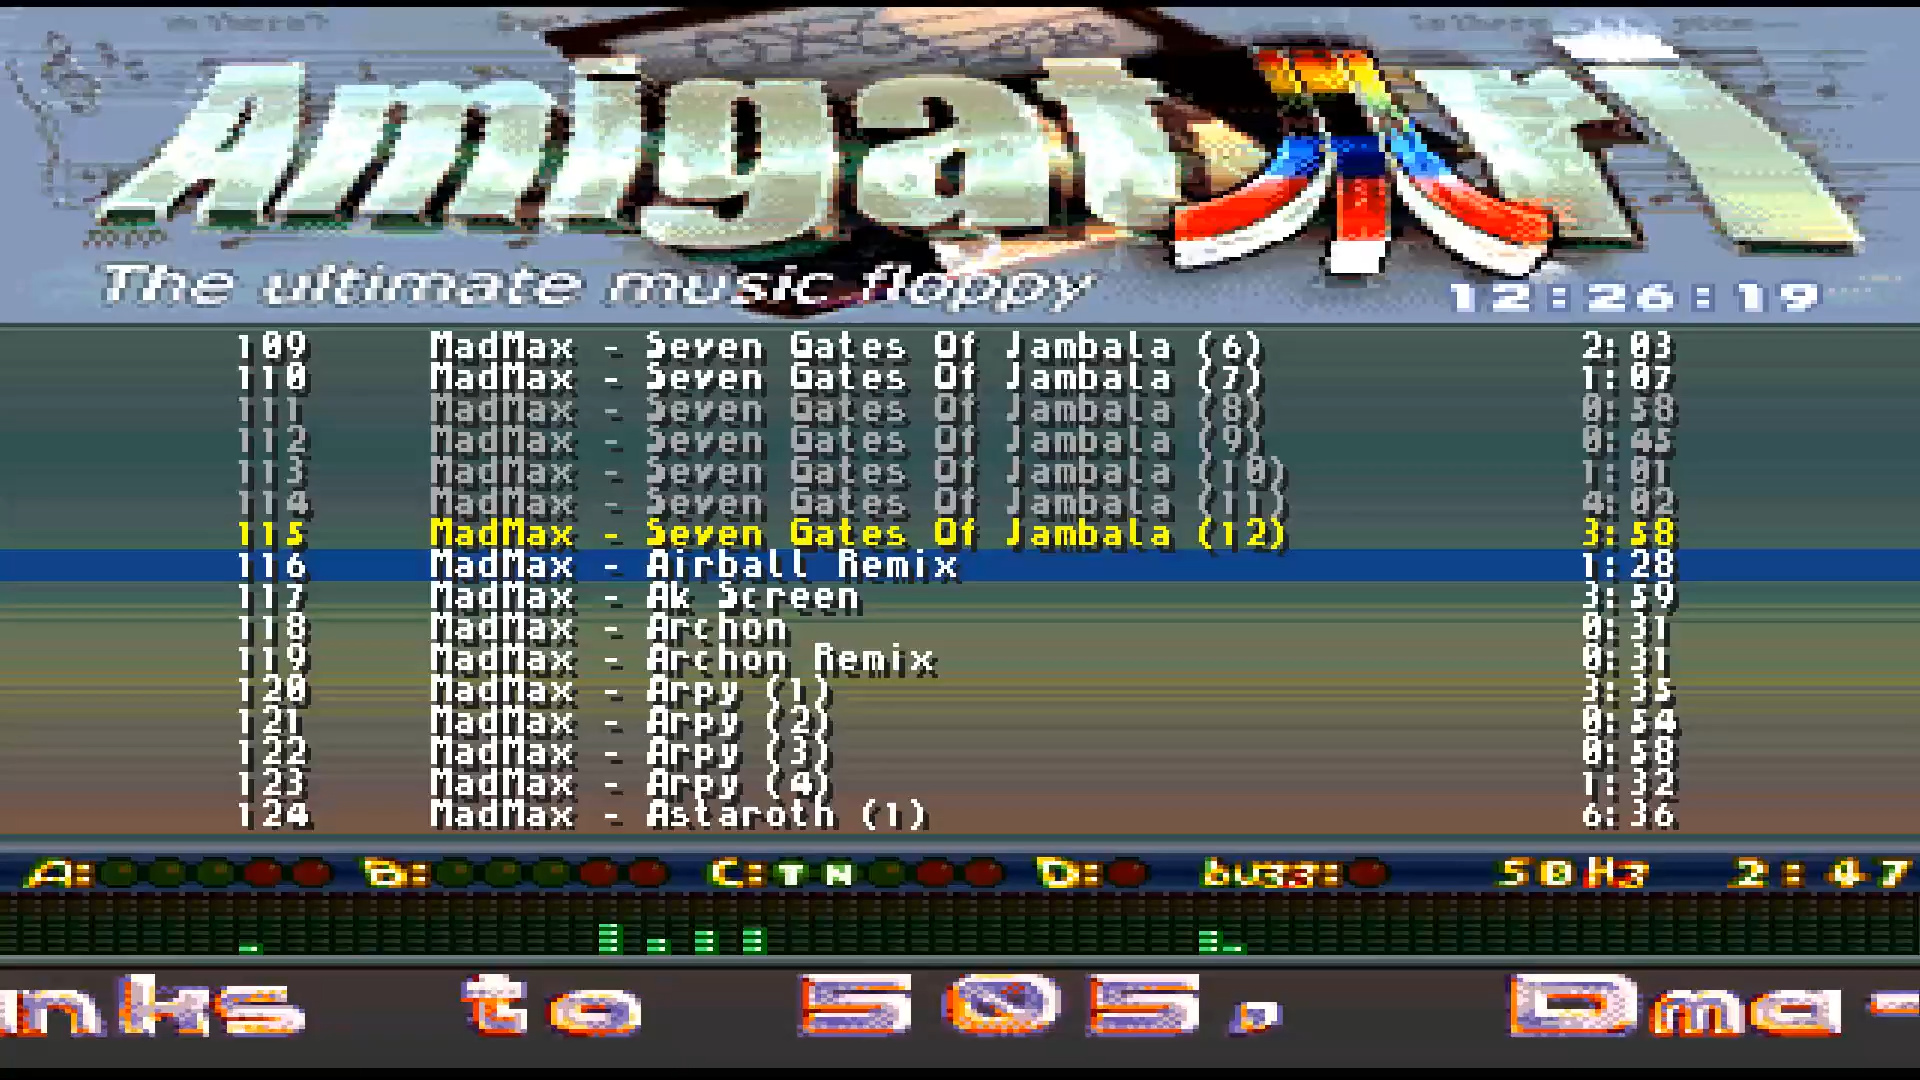 Amigatari
The ultimate music floppy
12:26:19
109 MadMax - Seven Gates Of Jambala (6) 2:03
110 MadMax - Seven Gates Of Jambala (7) 1:07
111 MadMax - Seven Gates Of Jambala (8) 0:58
112 MadMax - Seven Gates Of Jambala (9) 0:45
113 MadMax - Seven Gates Of Jambala (10) 1:01
114 MadMax - Seven Gates Of Jambala (11) 4:02
115 MadMax - Seven Gates Of Jambala (12) 3:58
116 MadMax - Airball Remix 1:28
117 MadMax - Ak Screen 3:59
118 MadMax - Archon 0:31
119 MadMax - Archon Remix 0:31
120 MadMax - Arpy (1) 3:35
121 MadMax - Arpy (2) 0:54
122 MadMax - Arpy (3) 0:58
123 MadMax - Arpy (4) 1:32
124 MadMax - Astaroth (1) 6:36
A: B: C:TN D: buzz: 50Hz 2:47
nks to 505, Dma-